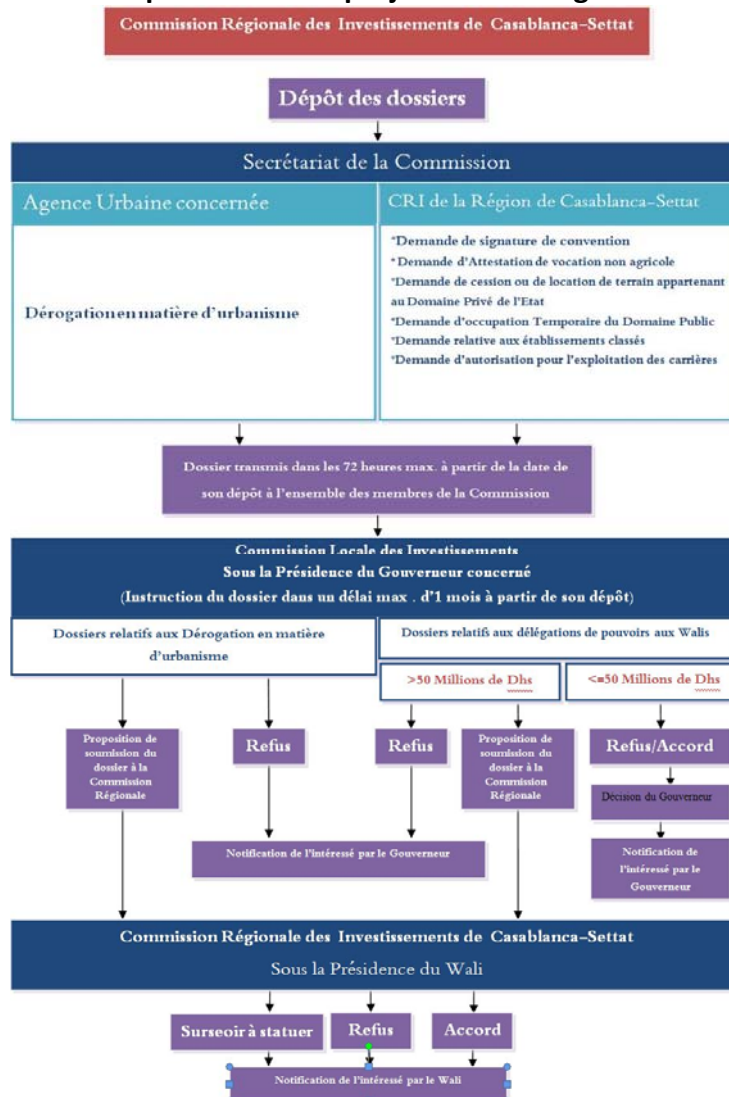 Commission Régionale des Investissements de Casablanca-Settat
Dépôt des dossiers
Secrétariat de la Commission
Agence Urbaine concernée
Dérogation en matière d'urbanisme
CRI de la Région de Casablanca-Settat
*Demande de signature de convention
* Demande d'Attestation de vocation non agricole
*Demande de cession ou de location de terrain appartenant
au Domaine Privé de l'Etat
*Demande d'occupation Temporaire du Domaine Public
*Demande relative aux établissements classés
*Demande d'autorisation pour l'exploitation des carrières
Dossier transmis dans les 72 heures max. à partir de la date de
son dépôt à l'ensemble des membres de la Commission
Commission Locale des Investissements
Sous la Présidence du Gouverneur concerné
(Instruction du dossier dans un délai max . d'1 mois à partir de son dépôt)
Dossiers relatifs aux Dérogation en matière
d'urbanisme
Dossiers relatifs aux délégations de pouvoirs aux Walis
>50 Millions de Dhs
<=50 Millions de Dhs
Proposition de
soumission du
dossier à la
Commission
Régionale
Refus
Refus
Proposition de
soumission du
dossier à la
Commission
Régionale
Refus/Accord
Décision du Gouverneur
Notification de l'intéressé par le Gouverneur
Notification de
l'intéressé par le
Gouverneur
Commission Régionale des Investissements de Casablanca-Settat
Sous la Présidence du Wali
Surseoir à statuer
Refus
Accord
Notification de l'intéressé par le Wali